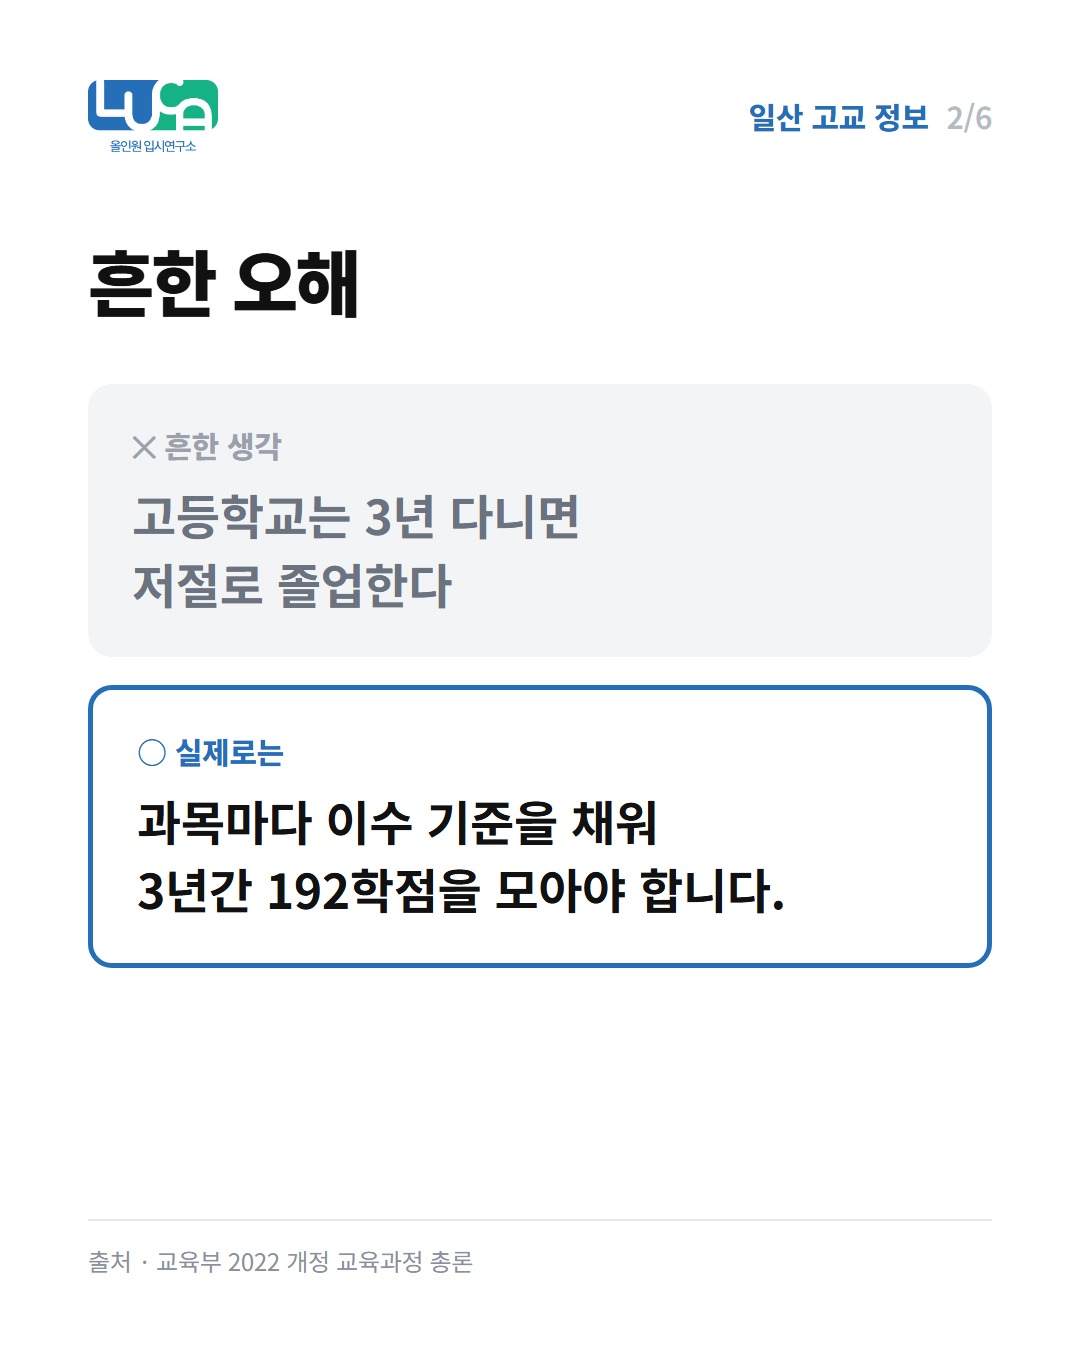 LUCA
올인원 입시연구소
일산 고교 정보 2/6
흔한 오해
× 흔한 생각
고등학교는 3년 다니면
저절로 졸업한다
○ 실제로는
과목마다 이수 기준을 채워
3년간 192학점을 모아야 합니다.
출처 · 교육부 2022 개정 교육과정 총론